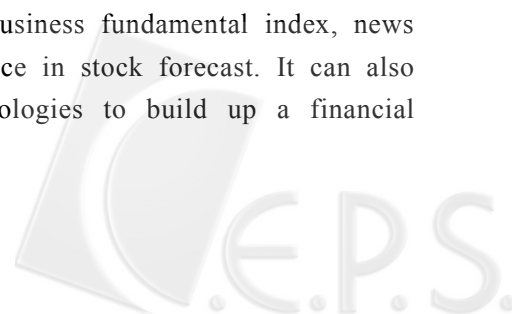 usiness fundamental index, news
ce in stock forecast. It can also
ologies to build up a financial
C.E.P.S.